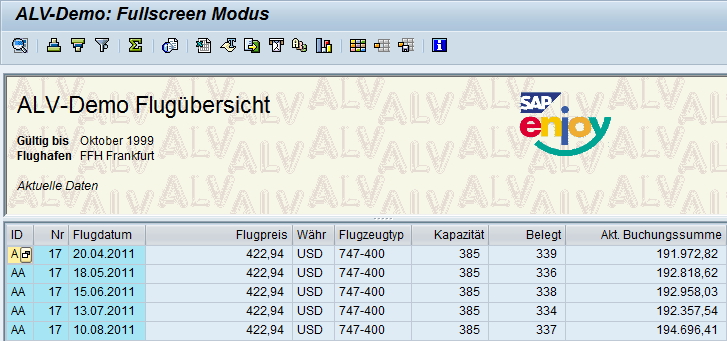 ALV-Demo: Fullscreen Modus
ALV-Demo Flugübersicht
SAP
enjoy
Gültig bis Oktober 1999
Flughafen FFH Frankfurt
Aktuelle Daten
ID Nr Flugdatum Flugpreis Währ Flugzeugtyp Kapazität Belegt Akt. Buchungssumme
A 17 20.04.2011 422,94 USD 747-400 385 339 191.972,82
AA 17 18.05.2011 422,94 USD 747-400 385 336 192.818,62
AA 17 15.06.2011 422,94 USD 747-400 385 338 192.958,03
AA 17 13.07.2011 422,94 USD 747-400 385 334 192.357,54
AA 17 10.08.2011 422,94 USD 747-400 385 337 194.696,41